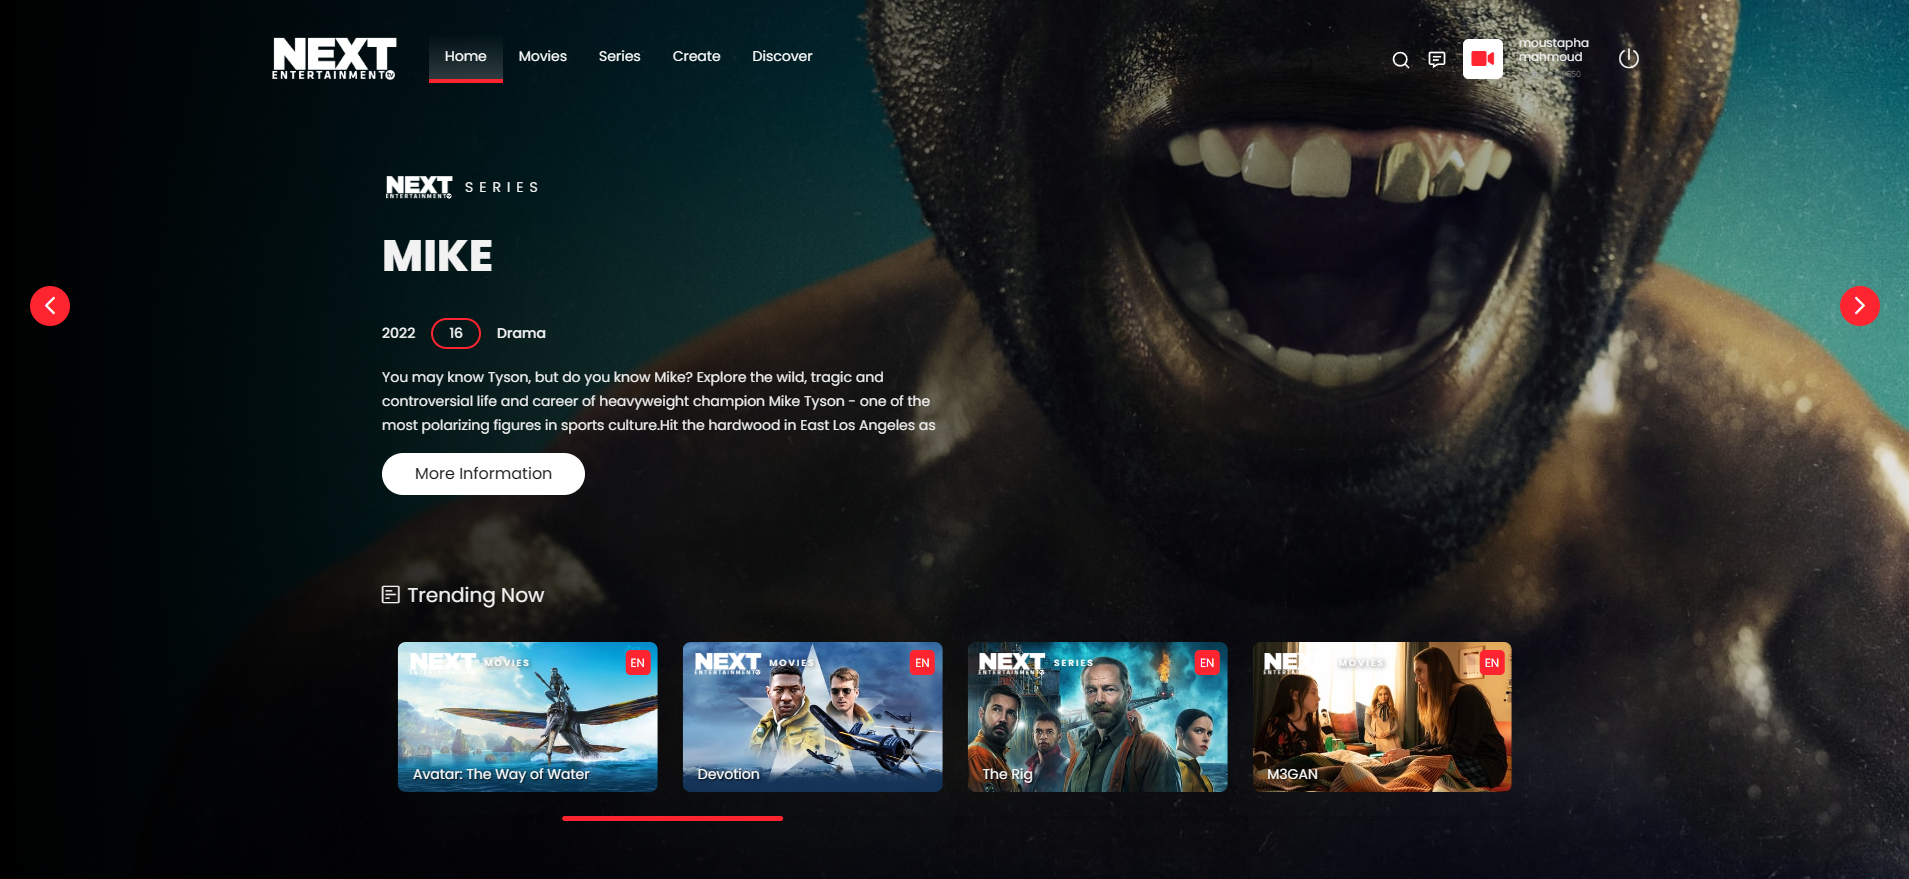 NEXT
ENTERTAINMENT
Home
Movies
Series
Create
Discover
moustapha
mahmoud
NEXT SERIES
ENTERTAINMENT
MIKE
2022 16 Drama
You may know Tyson, but do you know Mike? Explore the wild, tragic and
controversial life and career of heavyweight champion Mike Tyson - one of the
most polarizing figures in sports culture.Hit the hardwood in East Los Angeles as
More Information
Trending Now
NEXT MOVIES EN
ENTERTAINMENT
Avatar: The Way of Water
NEXT MOVIES EN
ENTERTAINMENT
Devotion
NEXT SERIES EN
ENTERTAINMENT
The Rig
NEXT MOVIES EN
M3GAN